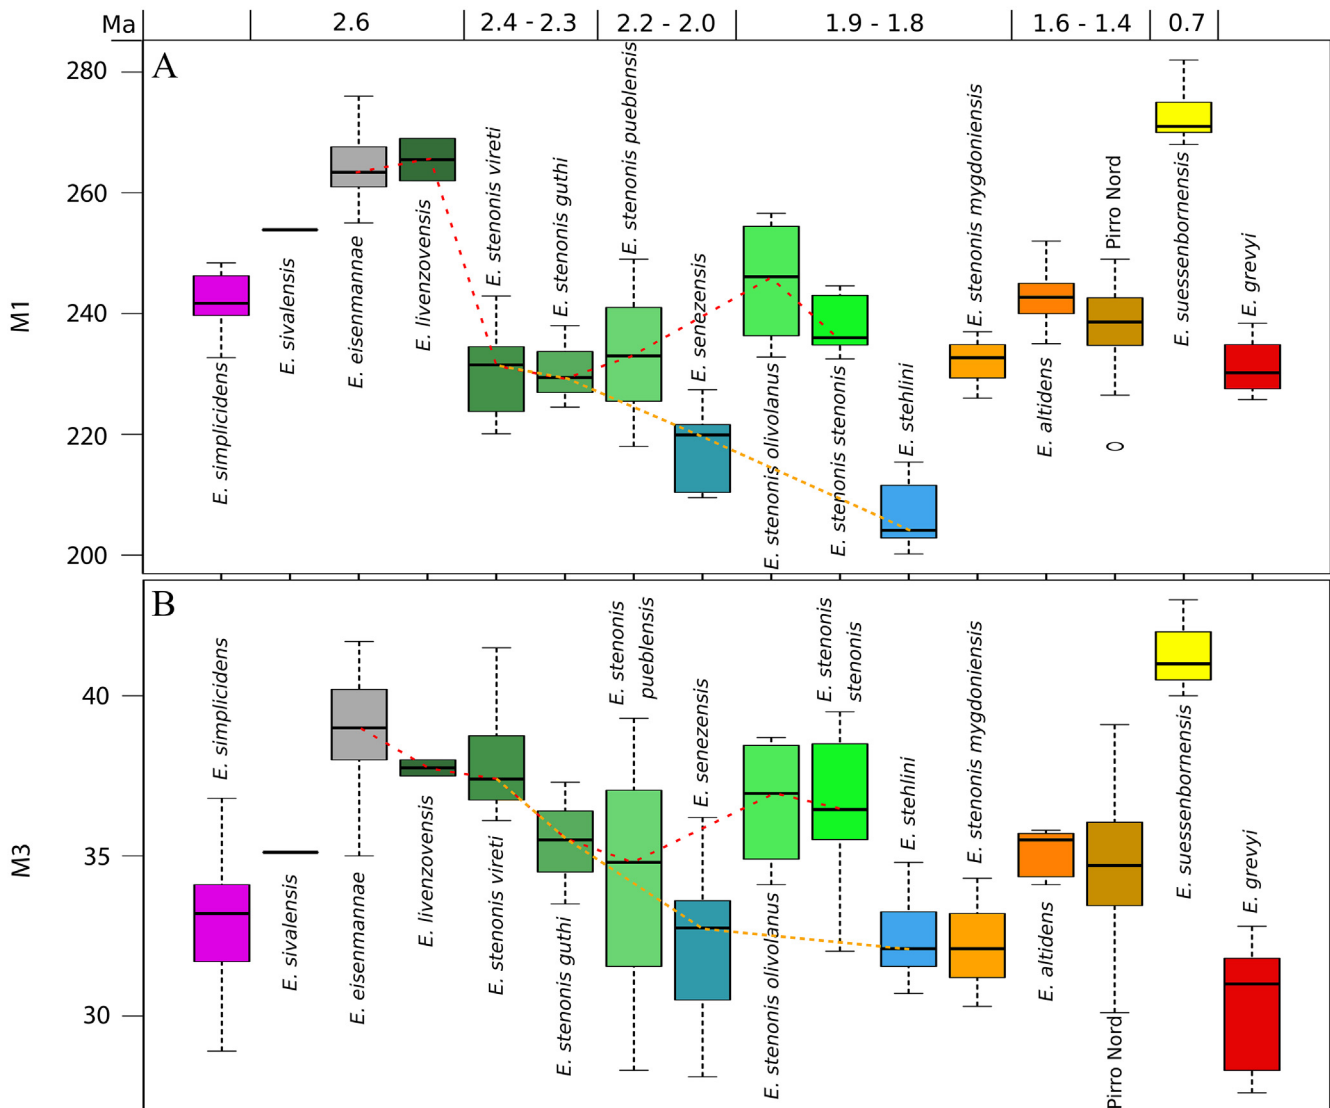 Ma 2.6 2.4 - 2.3 2.2 - 2.0 1.9 - 1.8 1.6 - 1.4 0.7
A
M1
280
260
240
220
200
E. simplicidens
E. sivalensis
E. eisenmannae
E. livenzovensis
E. stenonis vireti
E. stenonis guthi
E. stenonis pueblensis
E. senezensis
E. stenonis olivolanus
E. stenonis stenonis
E. stehlini
E. stenonis mygdoniensis
E. altidens
Pirro Nord
E. suessenbornensis
E. grevyi
B
M3
40
35
30
E. simplicidens
E. sivalensis
E. eisenmannae
E. livenzovensis
E. stenonis vireti
E. stenonis guthi
E. stenonis
pueblensis
E. senezensis
E. stenonis olivolanus
E. stenonis
stenonis
E. stehlini
E. stenonis mygdoniensis
E. altidens
Pirro Nord
E. suessenbornensis
E. grevyi